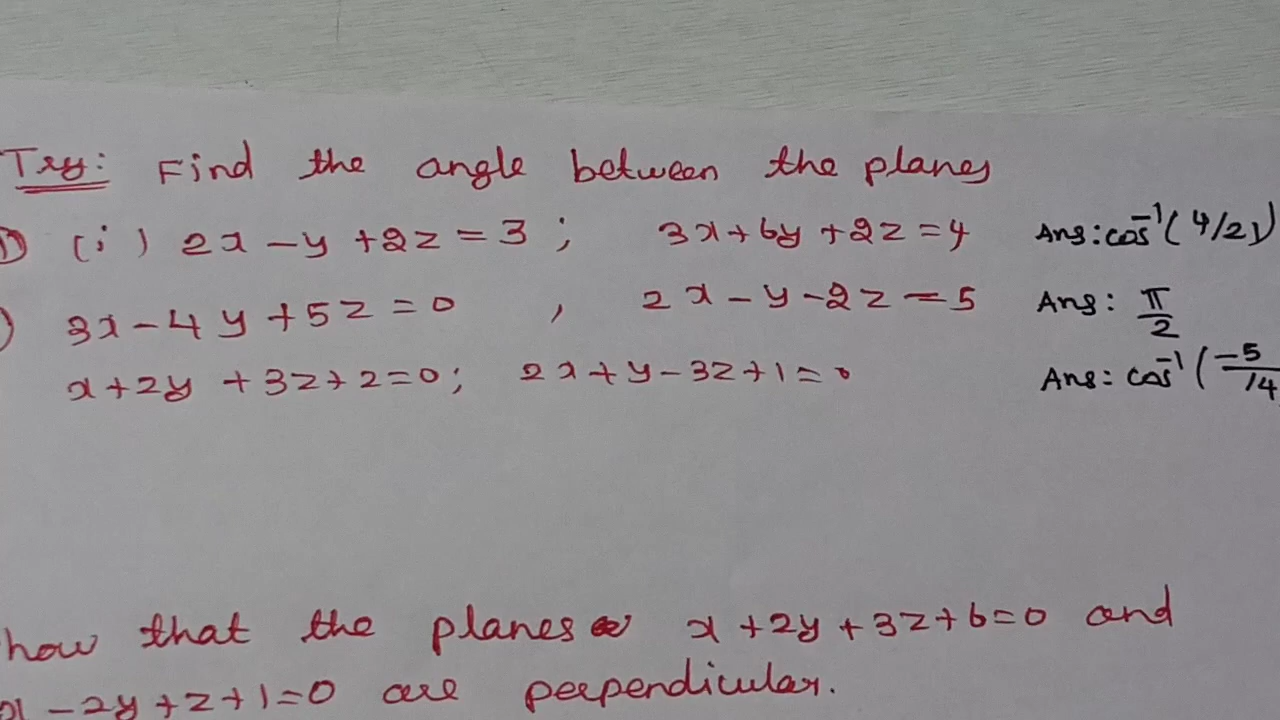 Try: Find the angle between the planes
1) (i) 2x - y + 2z = 3 ; 3x + 6y + 2z = 4 Ans: cos⁻¹(4/21)
) 3x - 4y + 5z = 0 , 2x - y - 2z = 5 Ans: π/2
x + 2y + 3z + 2 = 0 ; 2x + y - 3z + 1 = 0 Ans: cos⁻¹(-5/14
how that the planes x + 2y + 3z + 6 = 0 and
x - 2y + z + 1 = 0 are perpendicular.